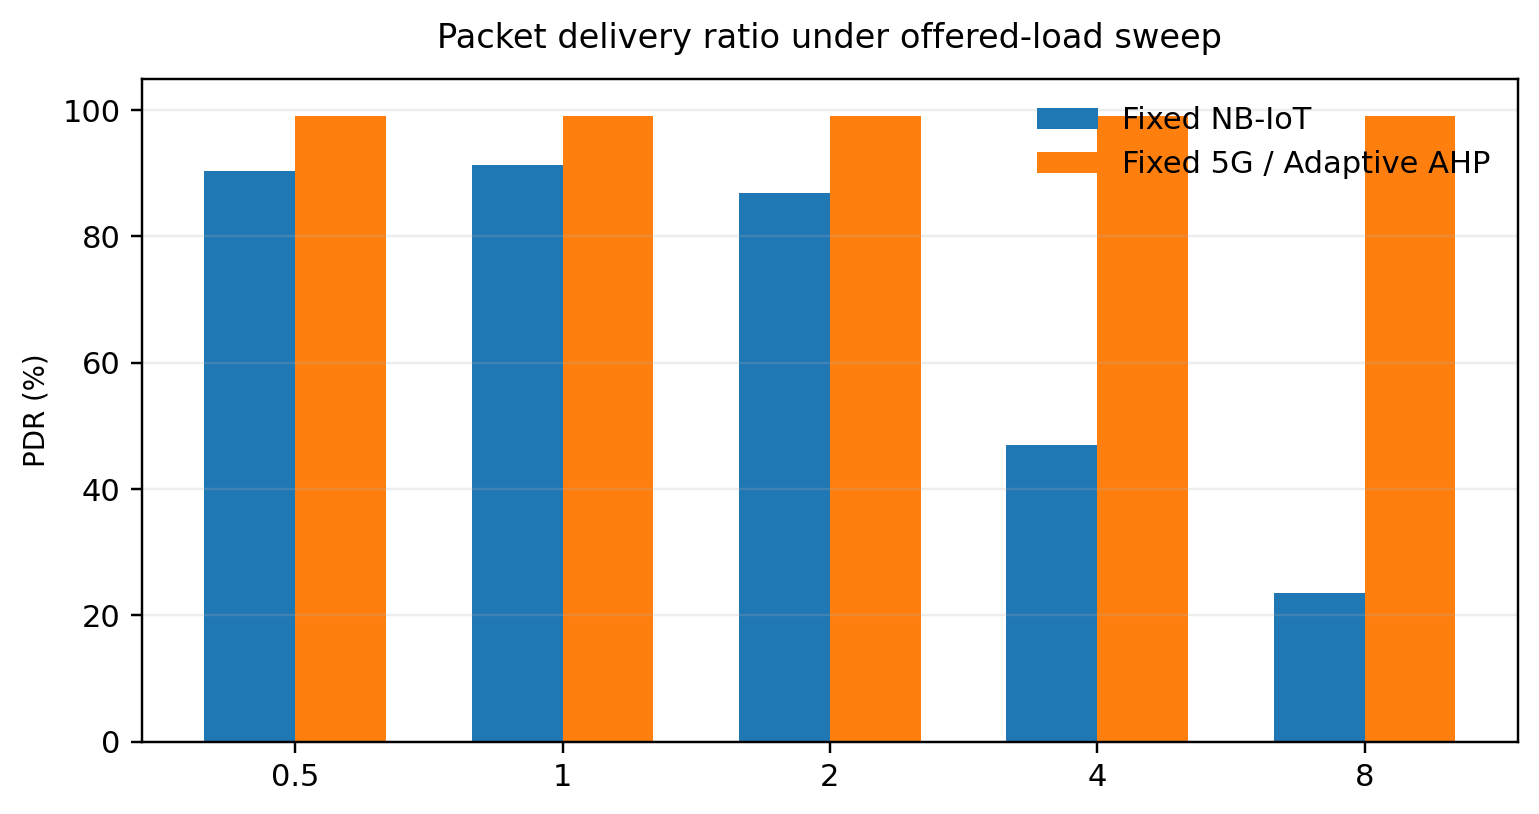 Packet delivery ratio under offered-load sweep
100
80
60
40
20
0
PDR (%)
Fixed NB-IoT
Fixed 5G / Adaptive AHP
0.5 1 2 4 8